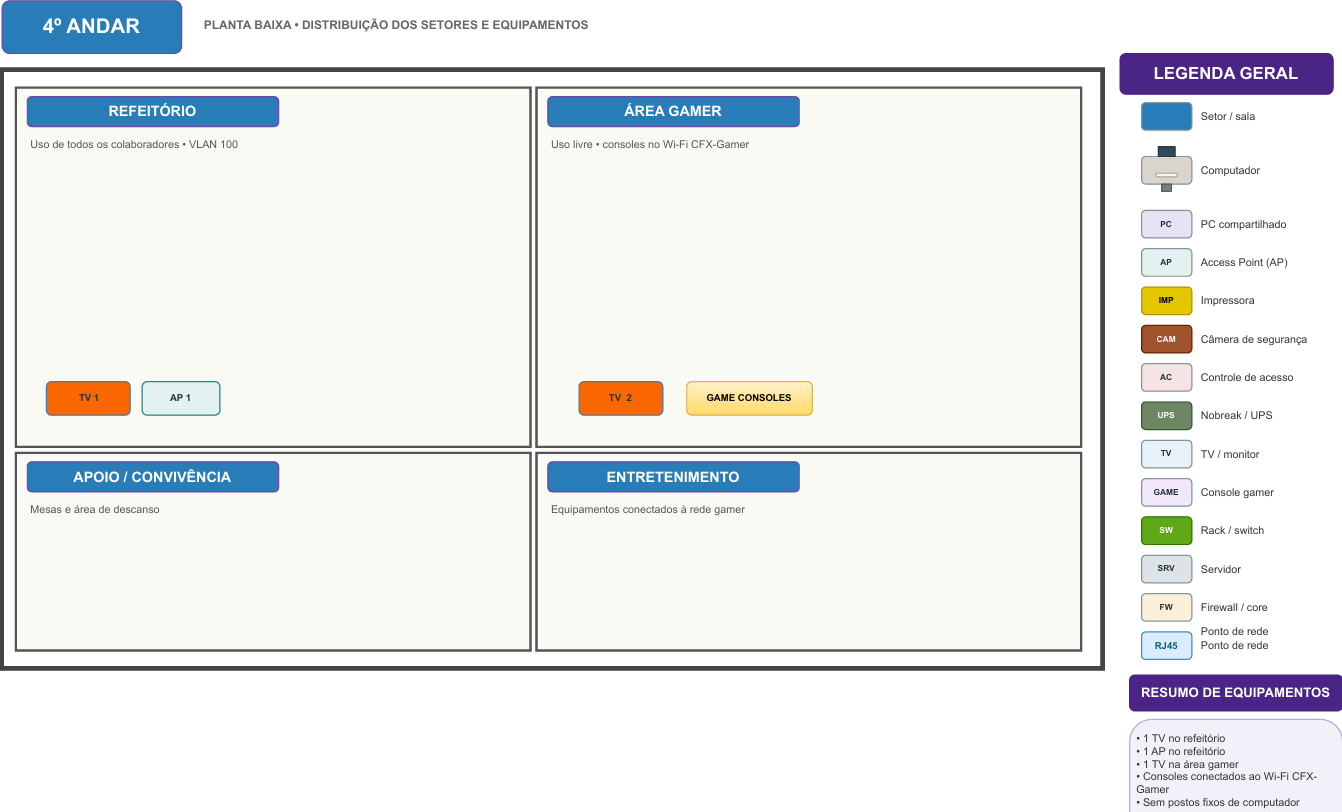 4º ANDAR
PLANTA BAIXA • DISTRIBUIÇÃO DOS SETORES E EQUIPAMENTOS
REFEITÓRIO
Uso de todos os colaboradores • VLAN 100
TV 1
AP 1
ÁREA GAMER
Uso livre • consoles no Wi-Fi CFX-Gamer
TV 2
GAME CONSOLES
APOIO / CONVIVÊNCIA
Mesas e área de descanso
ENTRETENIMENTO
Equipamentos conectados à rede gamer
LEGENDA GERAL
Setor / sala
Computador
PC PC compartilhado
AP Access Point (AP)
IMP Impressora
CAM Câmera de segurança
AC Controle de acesso
UPS Nobreak / UPS
TV TV / monitor
GAME Console gamer
SW Rack / switch
SRV Servidor
FW Firewall / core
Ponto de rede
RJ45 Ponto de rede
RESUMO DE EQUIPAMENTOS
• 1 TV no refeitório
• 1 AP no refeitório
• 1 TV na área gamer
• Consoles conectados ao Wi-Fi CFX-
Gamer
• Sem postos fixos de computador